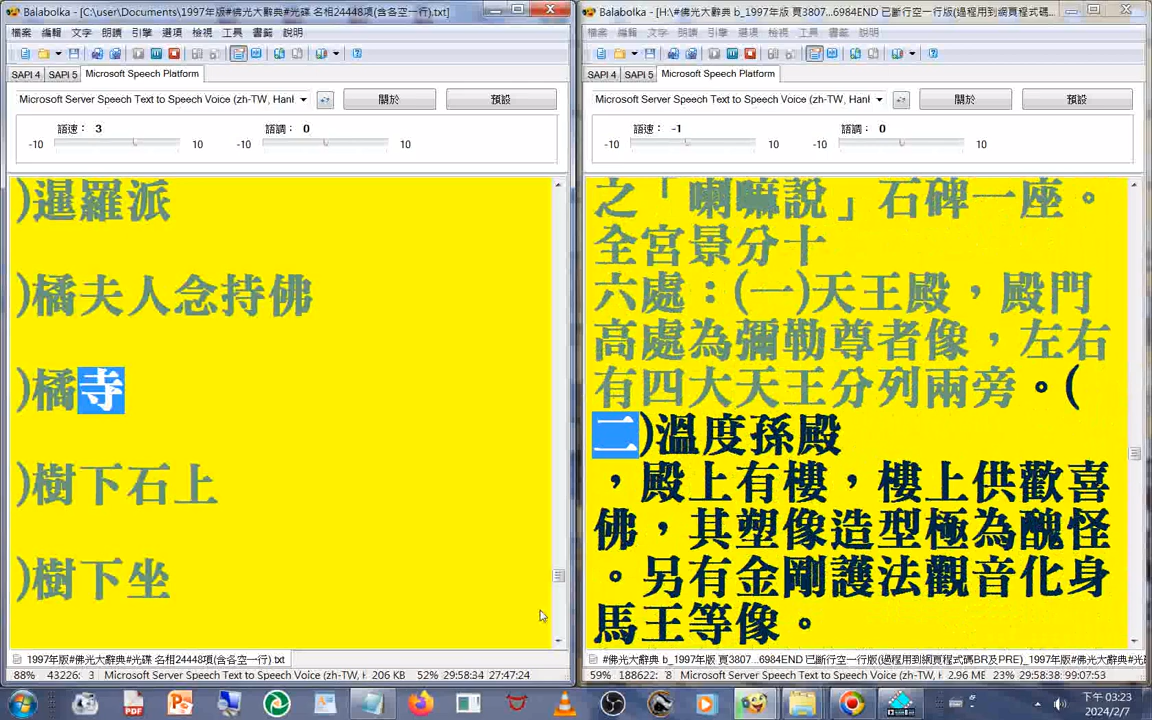 Balabolka - [C:\user\Documents\1997年版#佛光大辭典#光碟 名相24448項(含各空一行).txt]
檔案 編輯 文字 朗讀 引擎 選項 檢視 工具 書籤 說明
SAPI 4 SAPI 5 Microsoft Speech Platform
Microsoft Server Speech Text to Speech Voice (zh-TW, Hanl 關於 預設
語速： 3 語調： 0
-10 10 -10 10
)暹羅派
)橘夫人念持佛
)橘寺
)樹下石上
)樹下坐
1997年版#佛光大辭典#光碟 名相24448項(含各空一行).txt
88% 43226: 3 Microsoft Server Speech Text to Speech Voice (zh-TW, Ha 206 KB 52% 29:58:34 27:47:24
Balabolka - [H:\#佛光大辭典 b_1997年版 頁3807...6984END 已斷行空一行版(過程用到網頁程式碼
檔案 編輯 文字 朗讀 引擎 選項 檢視 工具 書籤 說明
SAPI 4 SAPI 5 Microsoft Speech Platform
Microsoft Server Speech Text to Speech Voice (zh-TW, Hanl 關於 預設
語速： -1 語調： 0
-10 10 -10 10
之「喇嘛說」石碑一座。
全宮景分十
六處：(一)天王殿，殿門
高處為彌勒尊者像，左右
有四大天王分列兩旁。(
二)溫度孫殿
，殿上有樓，樓上供歡喜
佛，其塑像造型極為醜怪
。另有金剛護法觀音化身
馬王等像。
#佛光大辭典 b_1997年版 頁3807...6984END 已斷行空一行版(過程用到網頁程式碼BR及PRE)_1997年版#佛光大辭典#光
59% 188622: 8 Microsoft Server Speech Text to Speech Voice (zh-TW, Ha 2.96 ME 23% 29:58:38 99:07:53
下午 03:23
2024/2/7